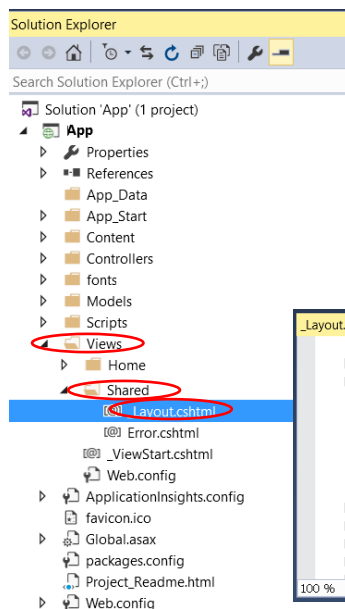 Solution Explorer
Search Solution Explorer (Ctrl+;)
Solution 'App' (1 project)
App
Properties
References
App_Data
App_Start
Content
Controllers
fonts
Models
Scripts
Views
Home
Shared
_Layout.cshtml
Error.cshtml
_ViewStart.cshtml
Web.config
ApplicationInsights.config
favicon.ico
Global.asax
packages.config
Project_Readme.html
Web.config
_Layout.
100 %